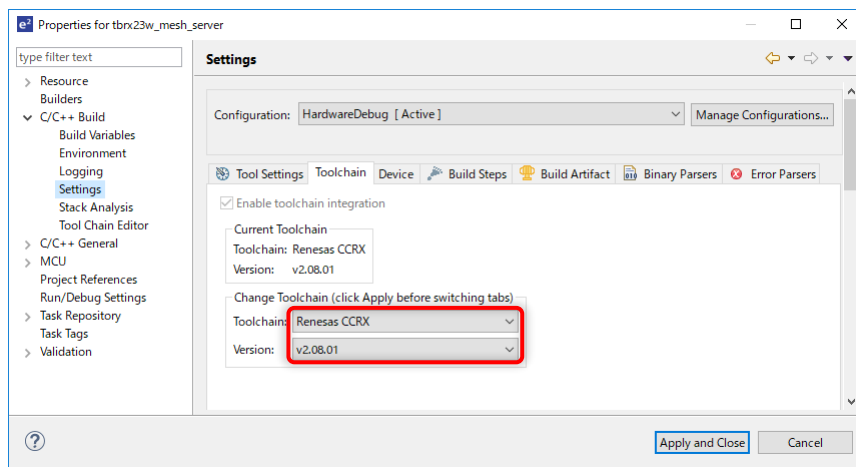 e² Properties for tbrx23w_mesh_server
type filter text
Resource
Builders
C/C++ Build
Build Variables
Environment
Logging
Settings
Stack Analysis
Tool Chain Editor
C/C++ General
MCU
Project References
Run/Debug Settings
Task Repository
Task Tags
Validation
Settings
Configuration: HardwareDebug [ Active ] Manage Configurations...
Tool Settings Toolchain Device Build Steps Build Artifact Binary Parsers Error Parsers
Enable toolchain integration
Current Toolchain
Toolchain: Renesas CCRX
Version: v2.08.01
Change Toolchain (click Apply before switching tabs)
Toolchain: Renesas CCRX
Version: v2.08.01
? Apply and Close Cancel